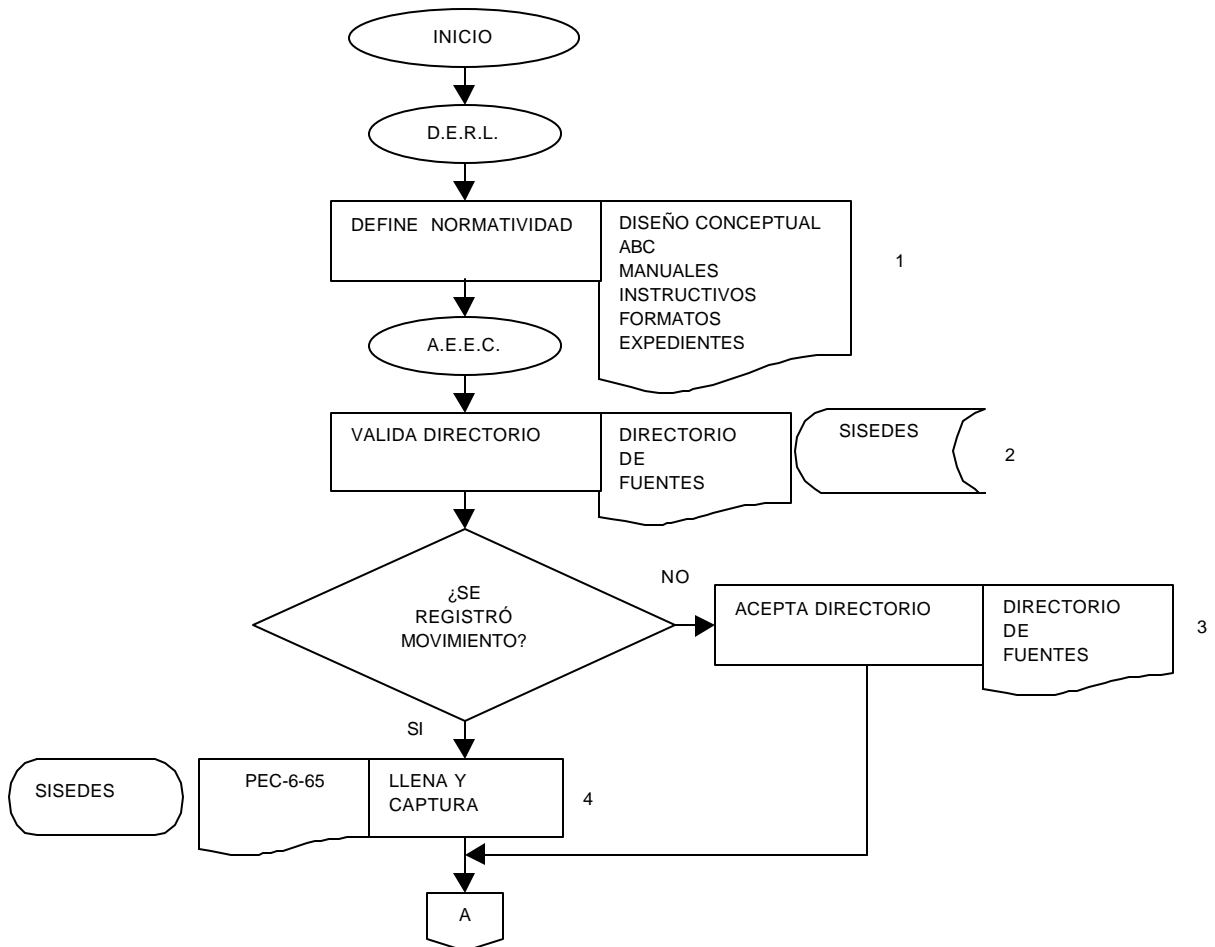 INICIO
D.E.R.L.
DEFINE NORMATIVIDAD
DISEÑO CONCEPTUAL
ABC
MANUALES
INSTRUCTIVOS
FORMATOS
EXPEDIENTES
1
A.E.E.C.
VALIDA DIRECTORIO
DIRECTORIO
DE
FUENTES
SISEDES
2
¿SE
REGISTRÓ
MOVIMIENTO?
NO
ACEPTA DIRECTORIO
DIRECTORIO
DE
FUENTES
3
SI
SISEDES
PEC-6-65
LLENA Y
CAPTURA
4
A